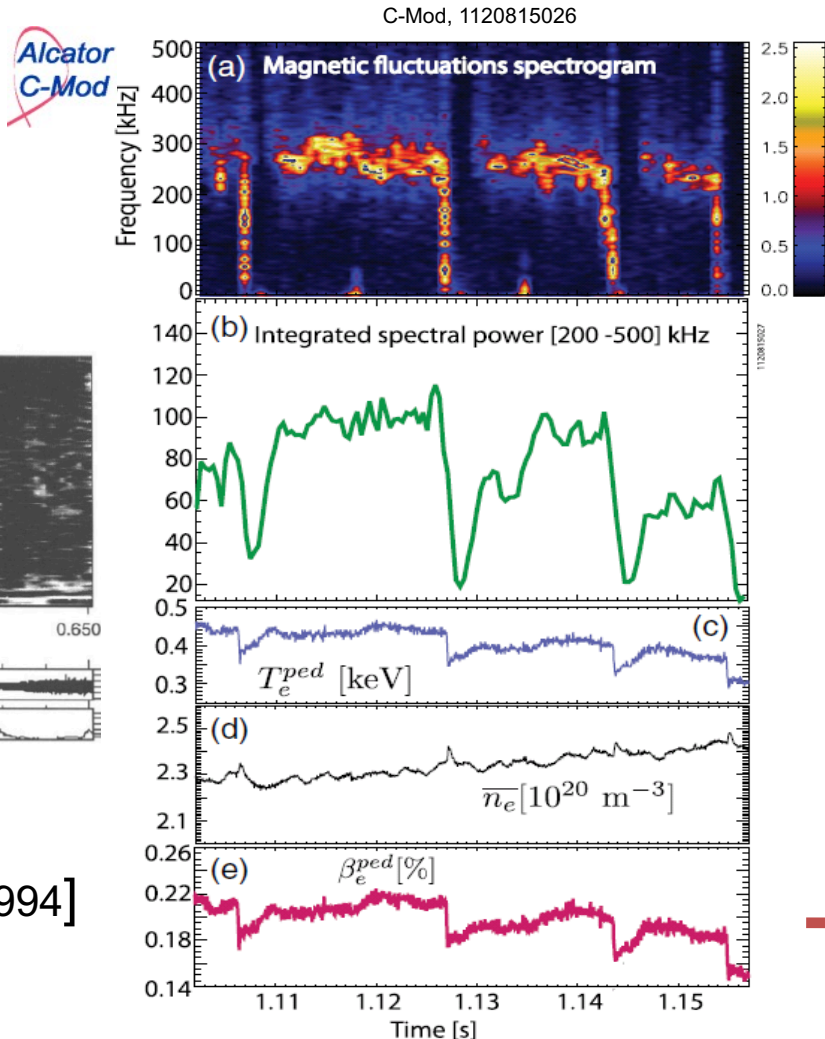 C-Mod, 1120815026
Alcator
C-Mod
(a) Magnetic fluctuations spectrogram
Frequency [kHz]
500
400
300
200
100
0
2.5
2.0
1.5
1.0
0.5
0.0
(b) Integrated spectral power [200 -500] kHz
1120815027
140
120
100
80
60
40
20
0.650
(c)
T_e^{ped} [keV]
0.5
0.4
0.3
(d)
\overline{n_e}[10^{20} m^{-3}]
2.5
2.3
2.1
994]
(e)
β_e^{ped}[%]
0.26
0.22
0.18
0.14
1.11 1.12 1.13 1.14 1.15
Time [s]